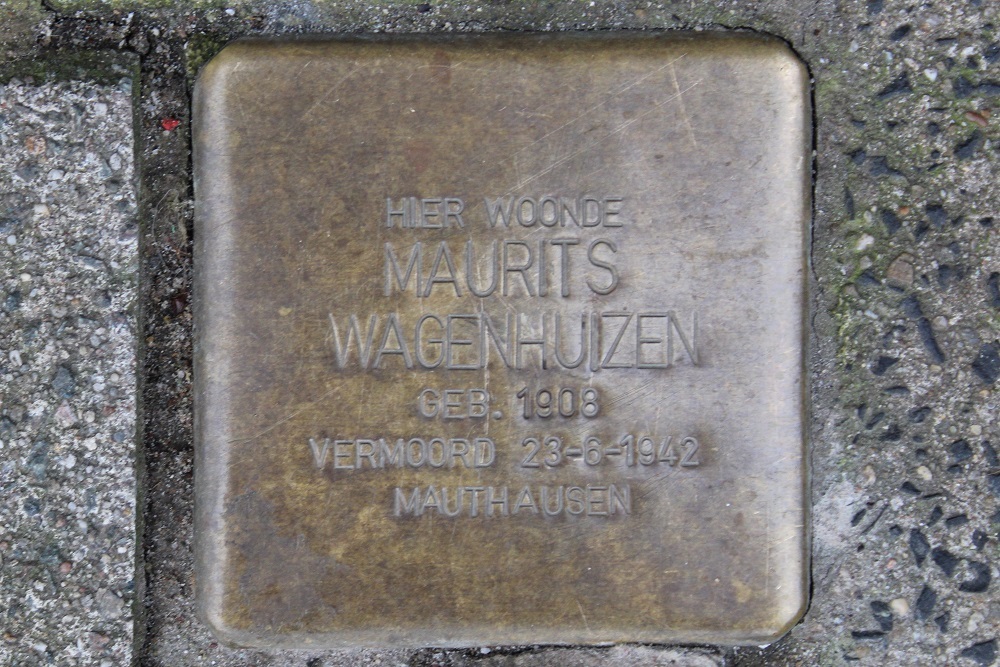 HIER WOONDE
MAURITS
WAGENHUIZEN
GEB. 1908
VERMOORD 23-6-1942
MAUTHAUSEN